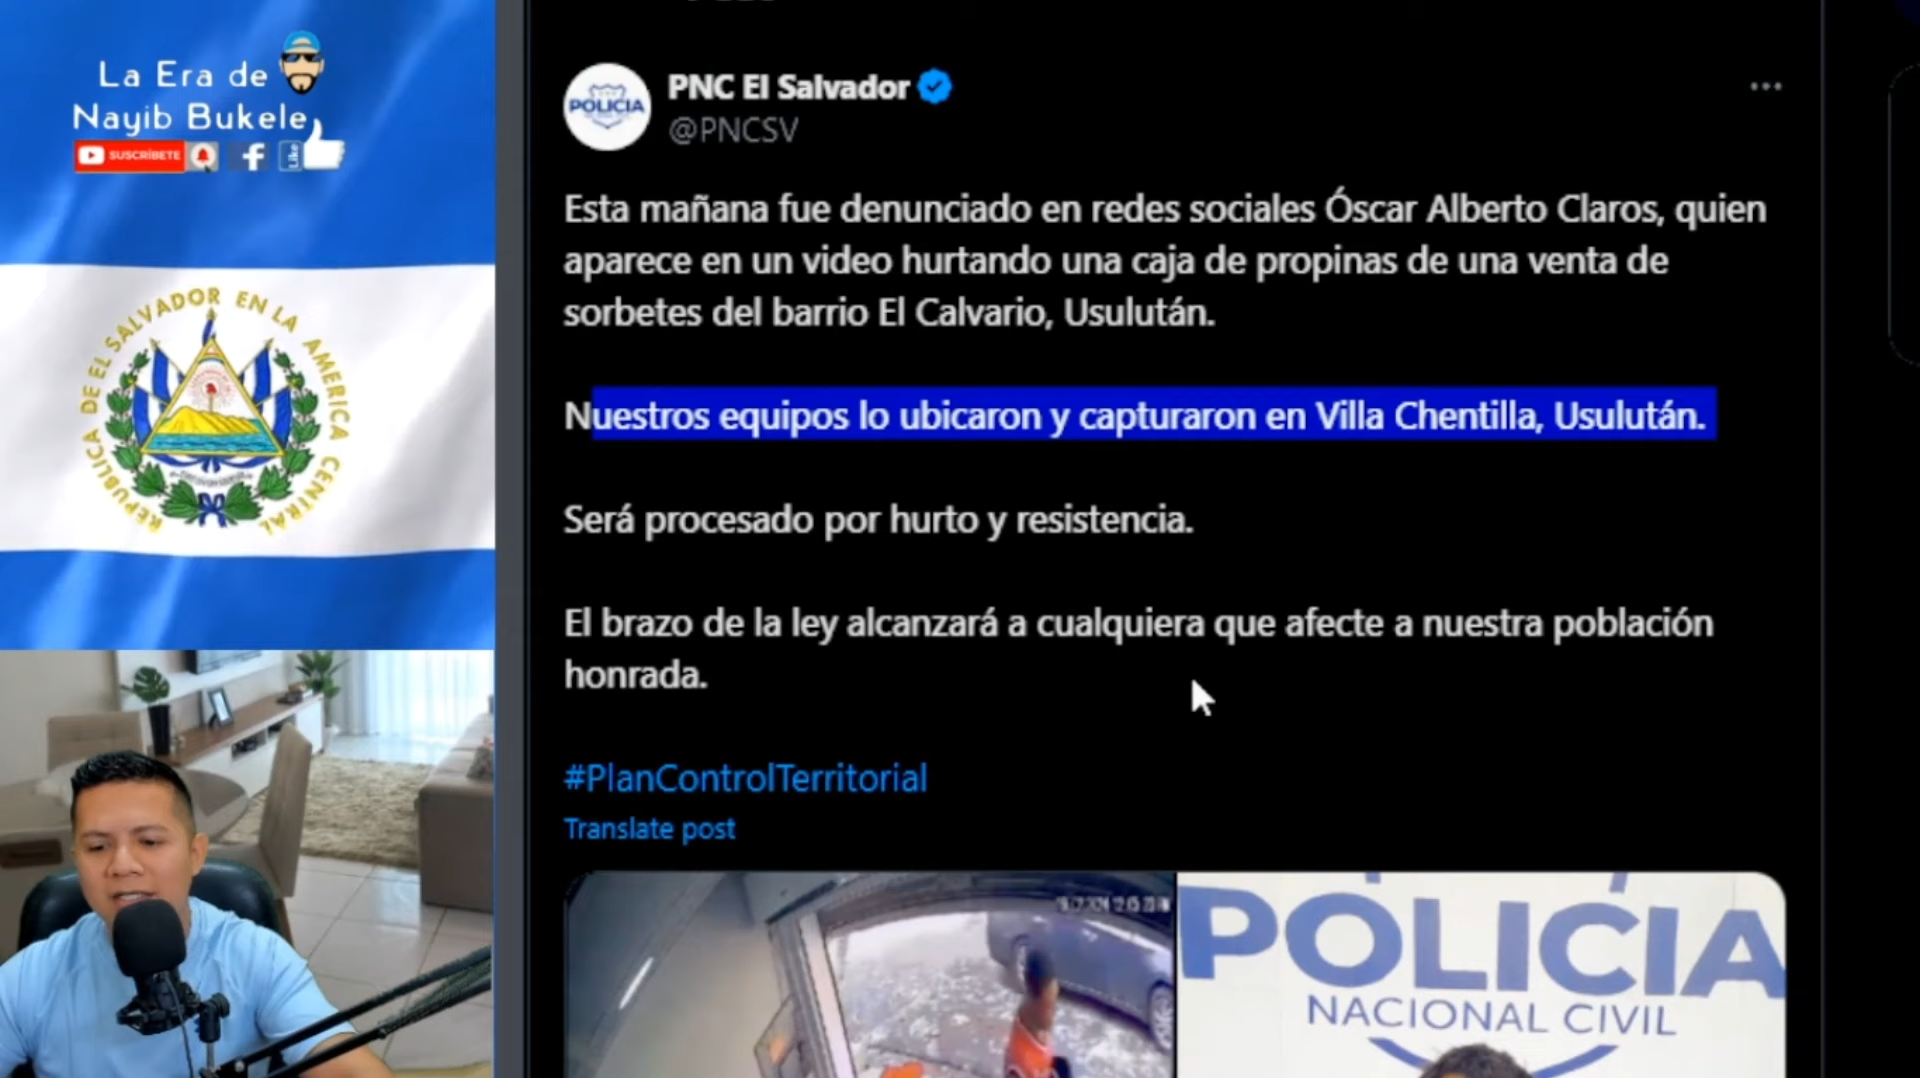 La Era de
Nayib Bukele
SUSCRÍBETE
Like
REPUBLICA DE EL SALVADOR EN LA AMERICA CENTRAL
PNC El Salvador
POLICIA
@PNCSV
Esta mañana fue denunciado en redes sociales Óscar Alberto Claros, quien
aparece en un video hurtando una caja de propinas de una venta de
sorbetes del barrio El Calvario, Usulután.
Nuestros equipos lo ubicaron y capturaron en Villa Chentilla, Usulután.
Será procesado por hurto y resistencia.
El brazo de la ley alcanzará a cualquiera que afecte a nuestra población
honrada.
#PlanControlTerritorial
Translate post
POLICIA
NACIONAL CIVIL